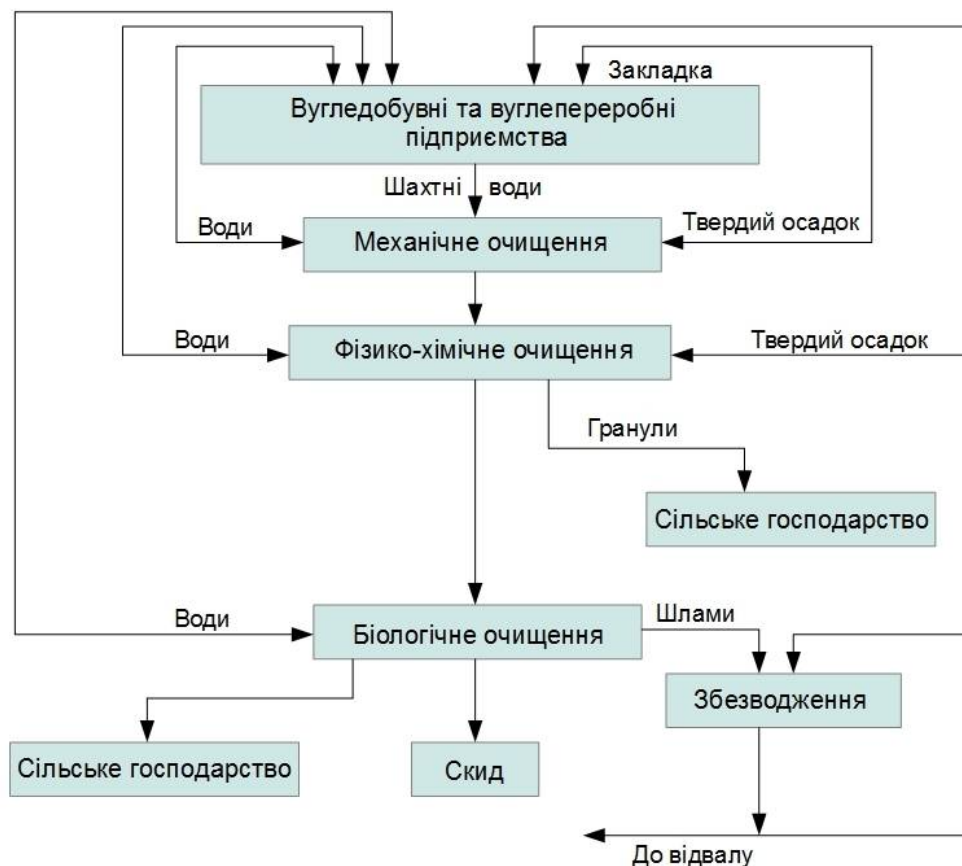 Закладка
Вугледобувні та вуглепереробні
підприємства
Шахтні води
Води
Механічне очищення
Твердий осадок
Води
Фізико-хімічне очищення
Твердий осадок
Гранули
Сільське господарство
Води
Біологічне очищення
Шлами
Збезводження
Сільське господарство
Скид
До відвалу